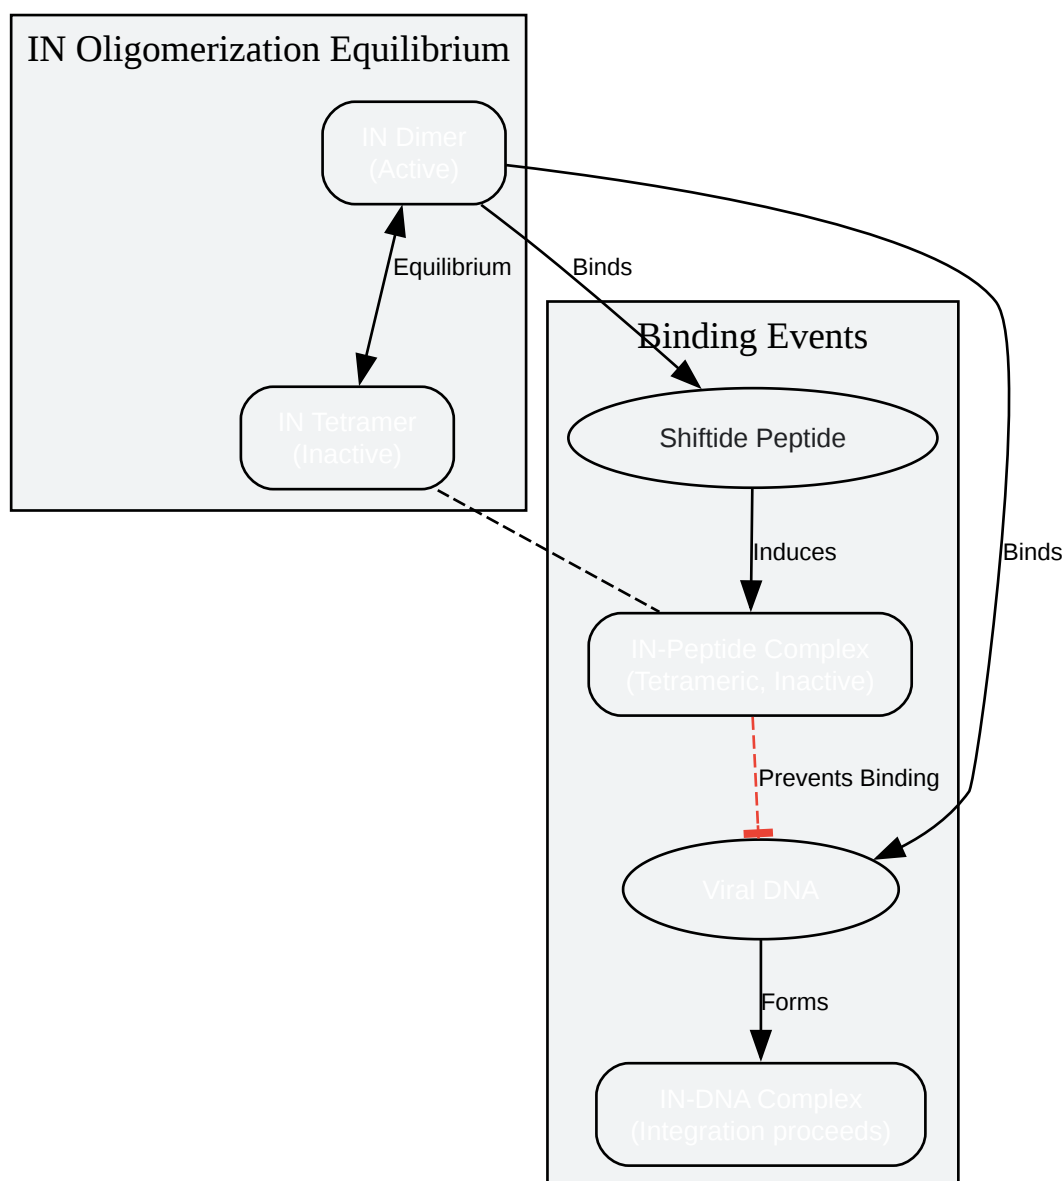 IN Oligomerization Equilibrium
IN Dimer
(Active)
Equilibrium
Binds
Binding Events
IN Tetramer
(Inactive)
Shiftide Peptide
Induces
Binds
IN-Peptide Complex
(Tetrameric, Inactive)
Prevents Binding
Viral DNA
Forms
IN-DNA Complex
(Integration proceeds)